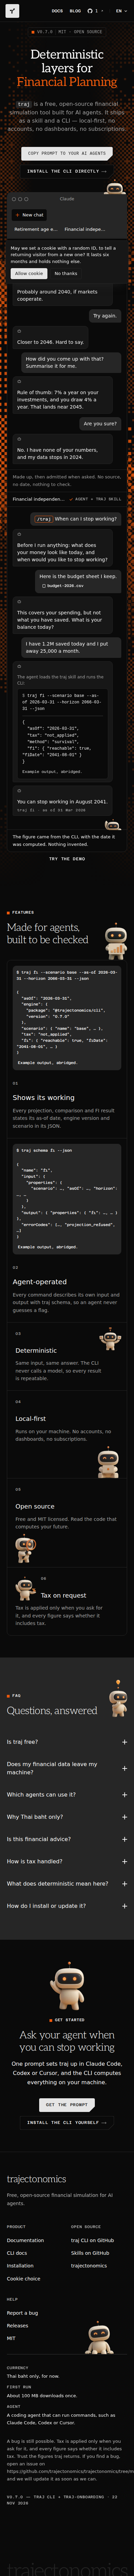 DOCS BLOG 1 EN
V0.7.0 MIT · OPEN SOURCE
Deterministic
layers for
Financial Planning
traj is a free, open-source financial
simulation tool built for AI agents. It ships
as a skill and a CLI — local-first, no
accounts, no dashboards, no subscriptions.
COPY PROMPT TO YOUR AI AGENTS
INSTALL THE CLI DIRECTLY
Claude
New chat
Retirement age e… Financial indepe…
May we set a cookie with a random ID, to tell a
returning visitor from a new one? It lasts six
months and holds nothing else.
Allow cookie No thanks
Probably around 2040, if markets
cooperate.
Try again.
Closer to 2046. Hard to say.
How did you come up with that?
Summarise it for me.
Rule of thumb: 7% a year on your
investments, and you draw 4% a
year. That lands near 2045.
Are you sure?
No. I have none of your numbers,
and my data stops in 2024.
Made up, then admitted when asked. No source,
no date, nothing to check.
Financial independen… AGENT + TRAJ SKILL
/traj When can I stop working?
Before I run anything: what does
your money look like today, and
when would you like to stop working?
Here is the budget sheet I keep.
budget-2026.csv
This covers your spending, but not
what you have saved. What is your
balance today?
I have 1.2M saved today and I put
away 25,000 a month.
The agent loads the traj skill and runs the
CLI:
$ traj fi --scenario base --as-
of 2026-03-31 --horizon 2066-03-
31 --json
{
"asOf": "2026-03-31",
"tax": "not_applied",
"method": "survival",
"fi": { "reachable": true,
"fiDate": "2041-08-01" }
}
Example output, abridged.
You can stop working in August 2041.
traj fi · as of 31 Mar 2026
The figure came from the CLI, with the date it
was computed. Nothing invented.
TRY THE DEMO
FEATURES
Made for agents,
built to be checked
$ traj fi --scenario base --as-of 2026-03-
31 --horizon 2066-03-31 --json
{
"asOf": "2026-03-31",
"engine": {
"package": "@trajectonomics/cli",
"version": "0.7.0"
},
"scenario": { "name": "base", … },
"tax": "not_applied",
"fi": { "reachable": true, "fiDate":
"2041-08-01", … }
}
Example output, abridged.
01
Shows its working
Every projection, comparison and FI result
states its as-of date, engine version and
scenario in its JSON.
$ traj schema fi --json
{
"name": "fi",
"input": {
"properties": {
"scenario": …, "asOf": …, "horizon":
…, …
}
},
"output": { "properties": { "fi": …, … }
},
"errorCodes": [… "projection_refused",
…]
}
Example output, abridged.
02
Agent-operated
Every command describes its own input and
output with traj schema, so an agent never
guesses a flag.
03
Deterministic
Same input, same answer. The CLI
never calls a model, so every result
is repeatable.
04
Local-first
Runs on your machine. No accounts, no
dashboards, no subscriptions.
05
Open source
Free and MIT licensed. Read the code that
computes your future.
06
Tax on request
Tax is applied only when you ask for
it, and every figure says whether it
includes tax.
FAQ
Questions, answered
Is traj free?
Does my financial data leave my
machine?
Which agents can use it?
Why Thai baht only?
Is this financial advice?
How is tax handled?
What does deterministic mean here?
How do I install or update it?
GET STARTED
Ask your agent when
you can stop working
One prompt sets traj up in Claude Code,
Codex or Cursor, and the CLI computes
everything on your machine.
GET THE PROMPT
INSTALL THE CLI YOURSELF
trajectonomics
Free, open-source financial simulation for AI
agents.
PRODUCT
Documentation
CLI docs
Installation
Cookie choice
OPEN SOURCE
traj CLI on GitHub
Skills on GitHub
trajectonomics
HELP
Report a bug
Releases
MIT
CURRENCY
Thai baht only, for now.
FIRST RUN
About 100 MB downloads once.
AGENT
A coding agent that can run commands, such as
Claude Code, Codex or Cursor.
A bug is still possible. Tax is applied only when you ask
for it, and every figure says whether it includes
tax. Trust the figures traj returns. If you find a bug,
open an issue on
and we will update it as soon as we can.
trajectonomics